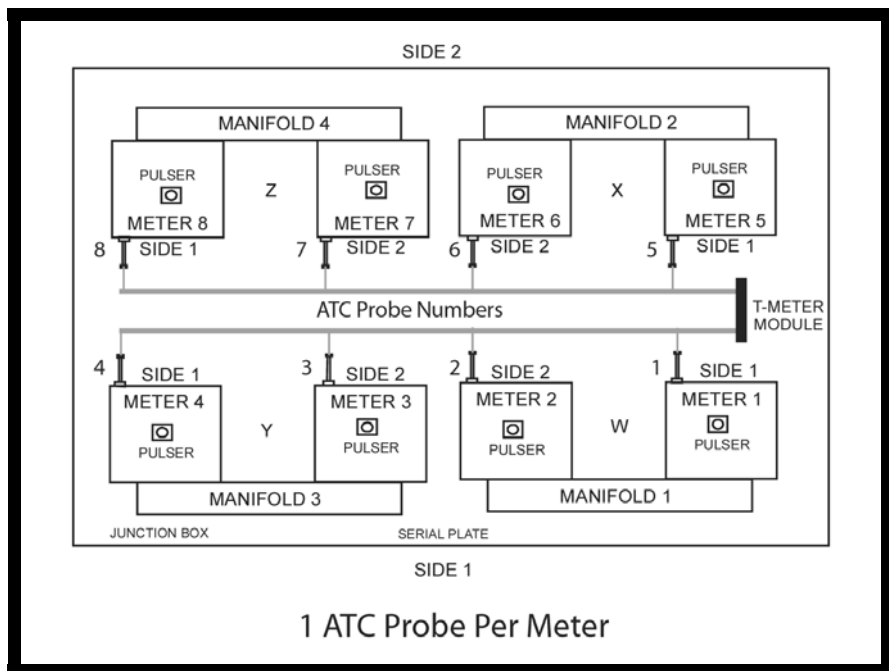 SIDE 2
MANIFOLD 4
MANIFOLD 2
PULSER
Z
PULSER
PULSER
X
PULSER
METER 8
METER 7
METER 6
METER 5
8
SIDE 1
7
SIDE 2
6
SIDE 2
5
SIDE 1
ATC Probe Numbers
T-METER
MODULE
4
SIDE 1
3
SIDE 2
2
SIDE 2
1
SIDE 1
METER 4
METER 3
METER 2
METER 1
Y
W
PULSER
PULSER
PULSER
PULSER
MANIFOLD 3
MANIFOLD 1
JUNCTION BOX
SERIAL PLATE
SIDE 1
1 ATC Probe Per Meter